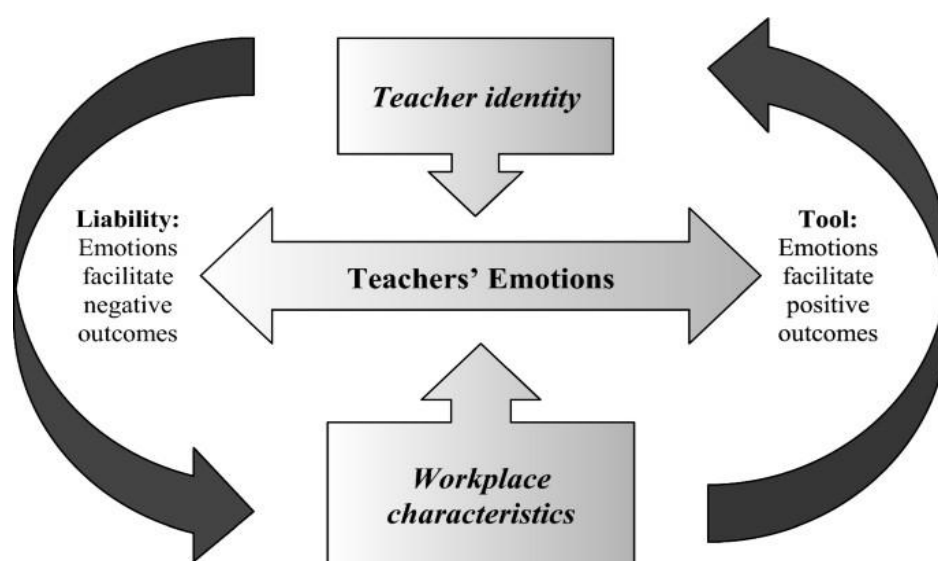 Teacher identity
Liability:
Emotions
facilitate
negative
outcomes
Teachers’ Emotions
Tool:
Emotions
facilitate
positive
outcomes
Workplace
characteristics